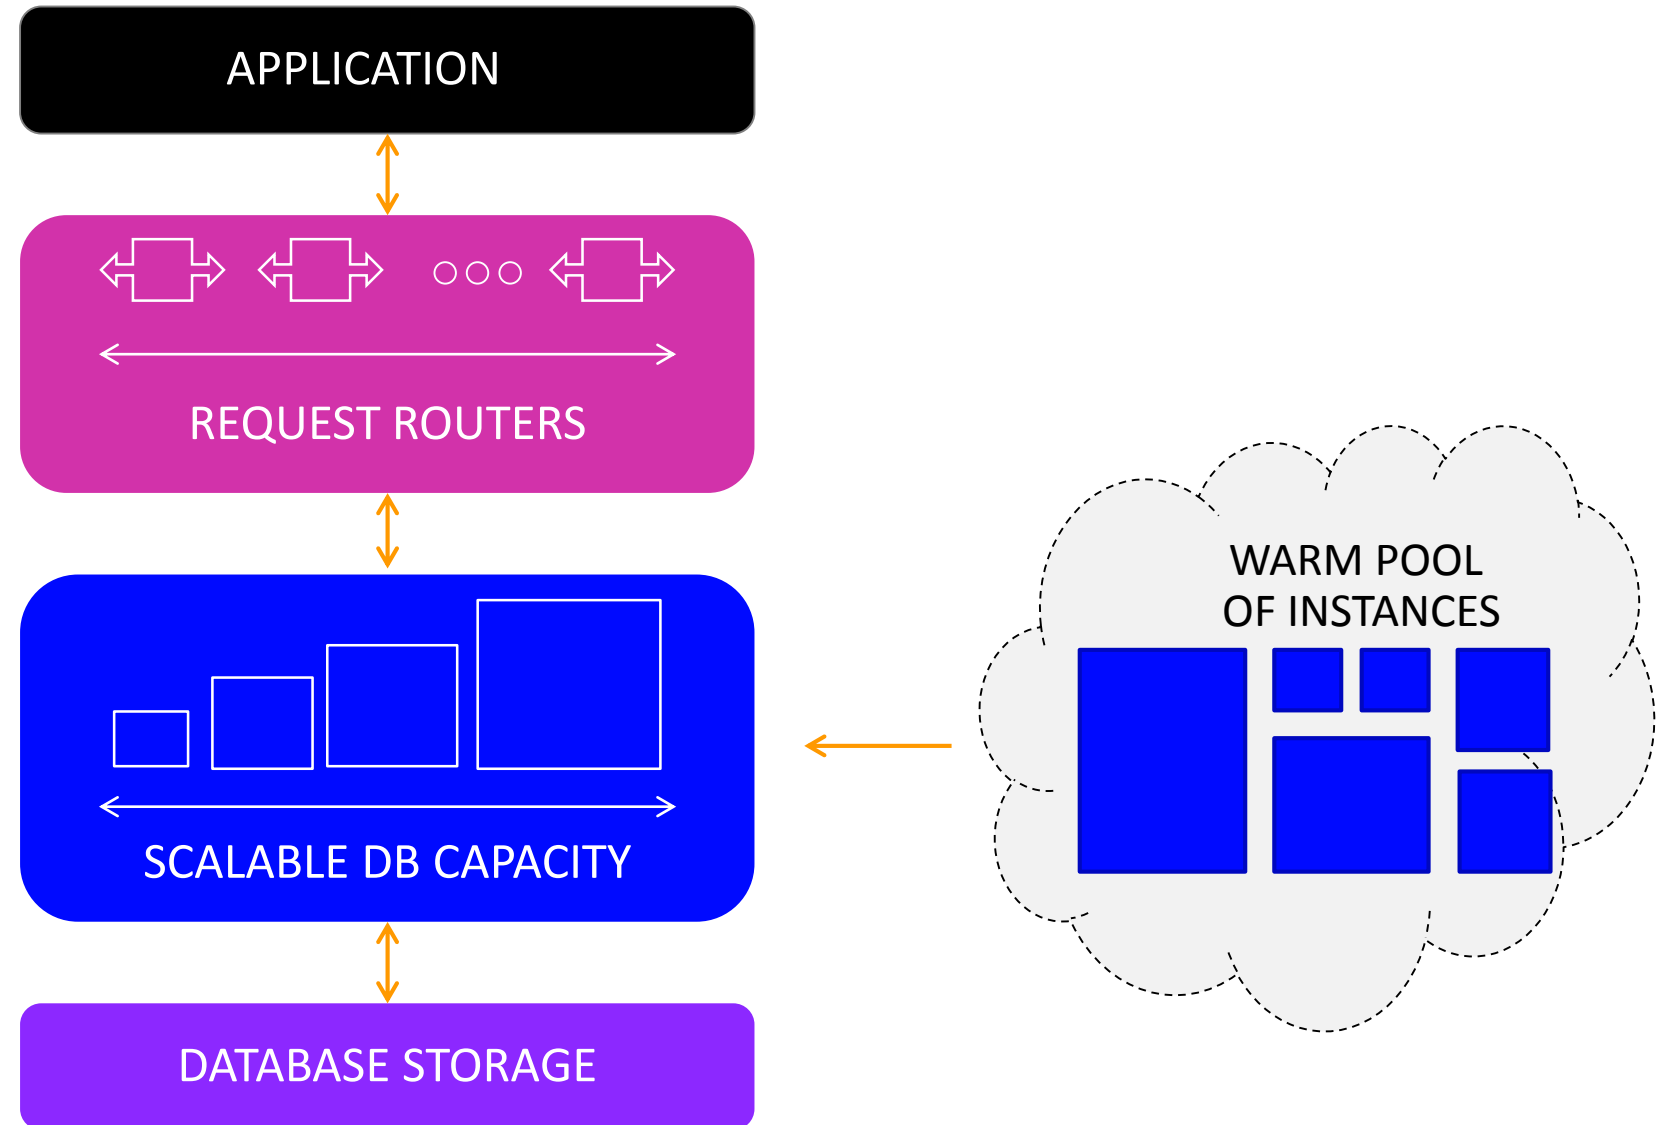 APPLICATION
REQUEST ROUTERS
WARM POOL
OF INSTANCES
SCALABLE DB CAPACITY
DATABASE STORAGE